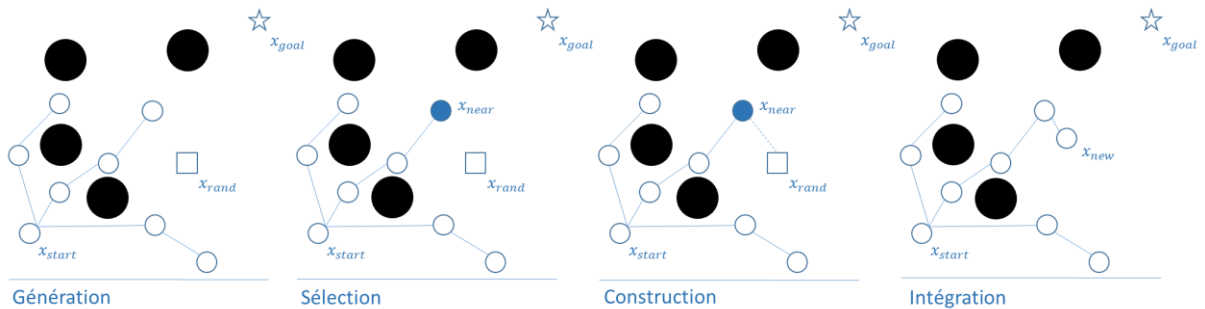 x_goal
x_rand
x_start
Génération
x_goal
x_near
x_rand
x_start
Sélection
x_goal
x_near
x_rand
x_start
Construction
x_goal
x_new
x_start
Intégration